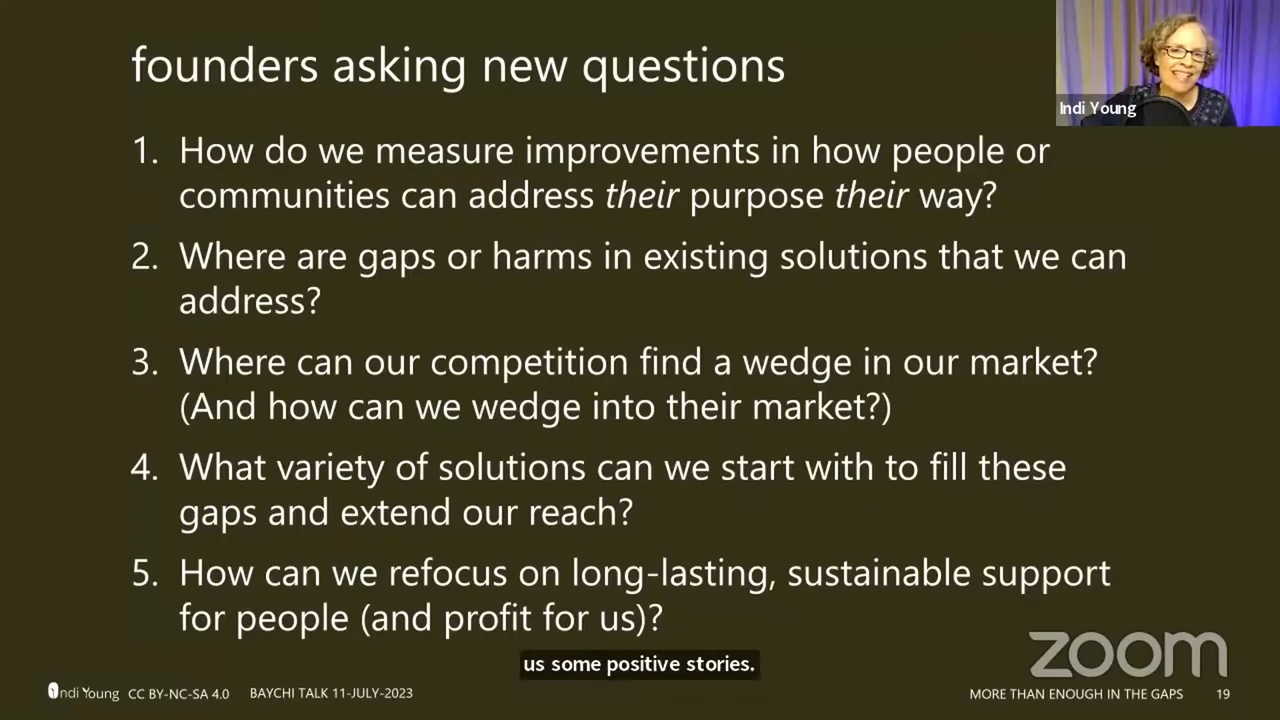 founders asking new questions
Indi Young
1. How do we measure improvements in how people or
communities can address their purpose their way?
2. Where are gaps or harms in existing solutions that we can
address?
3. Where can our competition find a wedge in our market?
(And how can we wedge into their market?)
4. What variety of solutions can we start with to fill these
gaps and extend our reach?
5. How can we refocus on long-lasting, sustainable support
for people (and profit for us)?
zoom
us some positive stories.
Indi Young CC BY-NC-SA 4.0 BAYCHI TALK 11-JULY-2023 MORE THAN ENOUGH IN THE GAPS 19